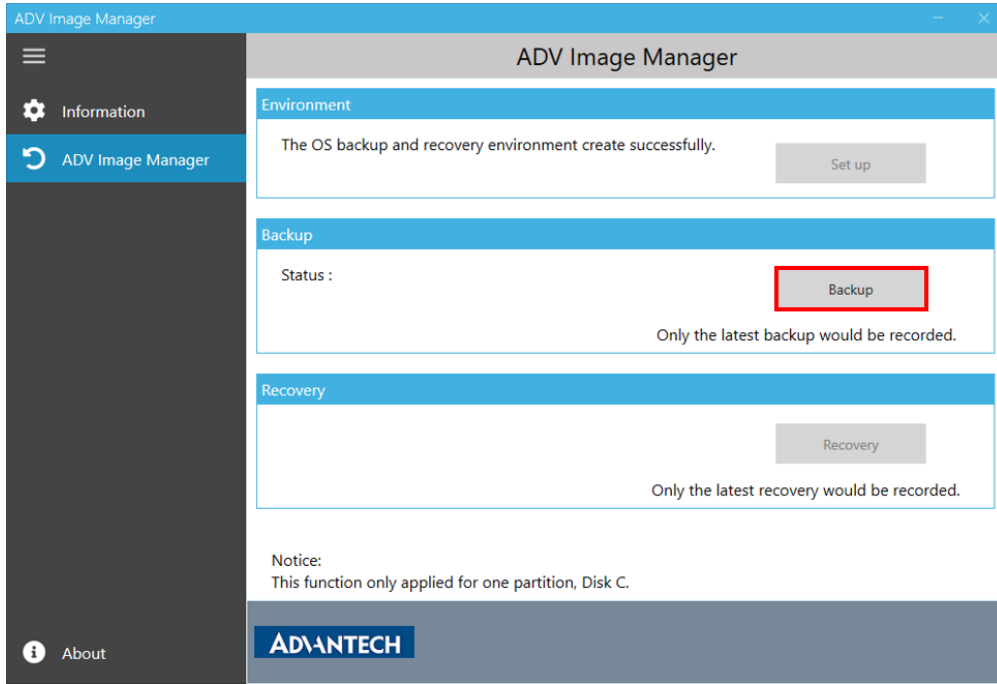 ADV Image Manager
ADV Image Manager
Information
ADV Image Manager
Environment
The OS backup and recovery environment create successfully.
Set up
Backup
Status :
Backup
Only the latest backup would be recorded.
Recovery
Recovery
Only the latest recovery would be recorded.
Notice:
This function only applied for one partition, Disk C.
ADVANTECH
About